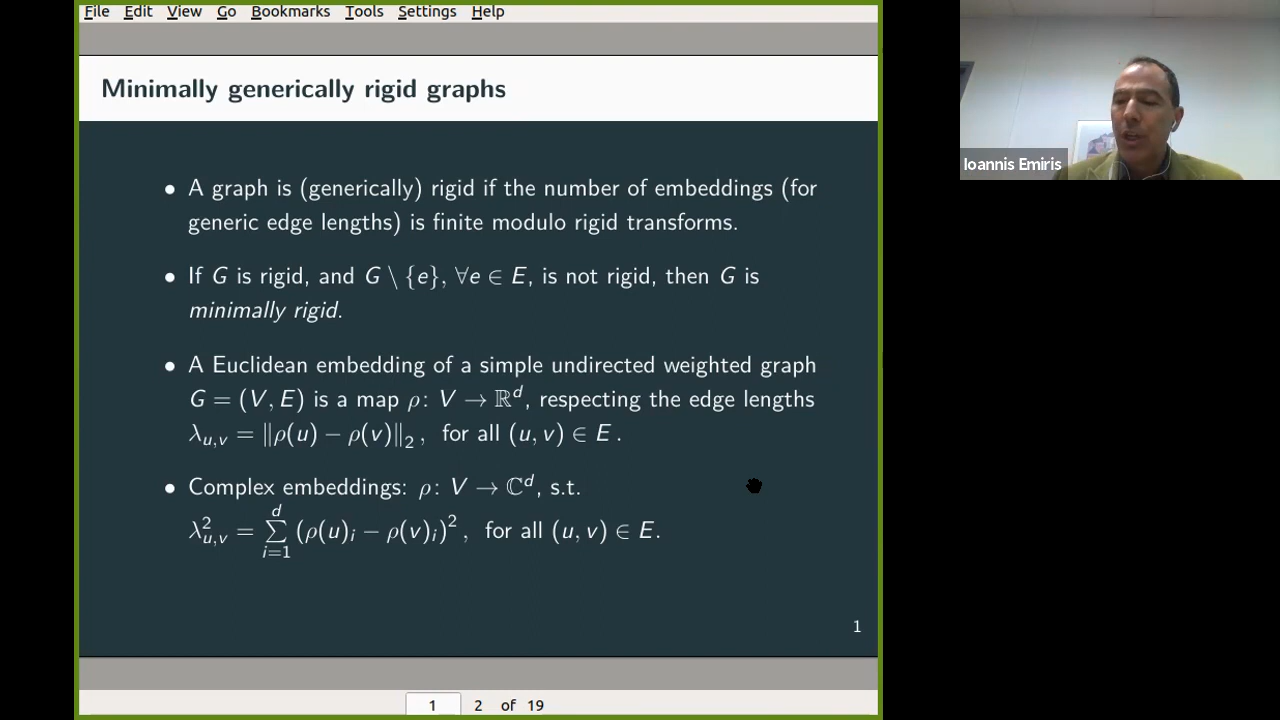 File Edit View Go Bookmarks Tools Settings Help
Minimally generically rigid graphs
• A graph is (generically) rigid if the number of embeddings (for
generic edge lengths) is finite modulo rigid transforms.
• If G is rigid, and G \ {e}, ∀e ∈ E, is not rigid, then G is
minimally rigid.
• A Euclidean embedding of a simple undirected weighted graph
G = (V, E) is a map ρ: V → ℝ^d, respecting the edge lengths
λ_{u,v} = ‖ρ(u) − ρ(v)‖_2, for all (u, v) ∈ E.
• Complex embeddings: ρ: V → ℂ^d, s.t.
λ^2_{u,v} = ∑_{i=1}^{d} (ρ(u)_i − ρ(v)_i)^2, for all (u, v) ∈ E.
1
1 2 of 19
Ioannis Emiris